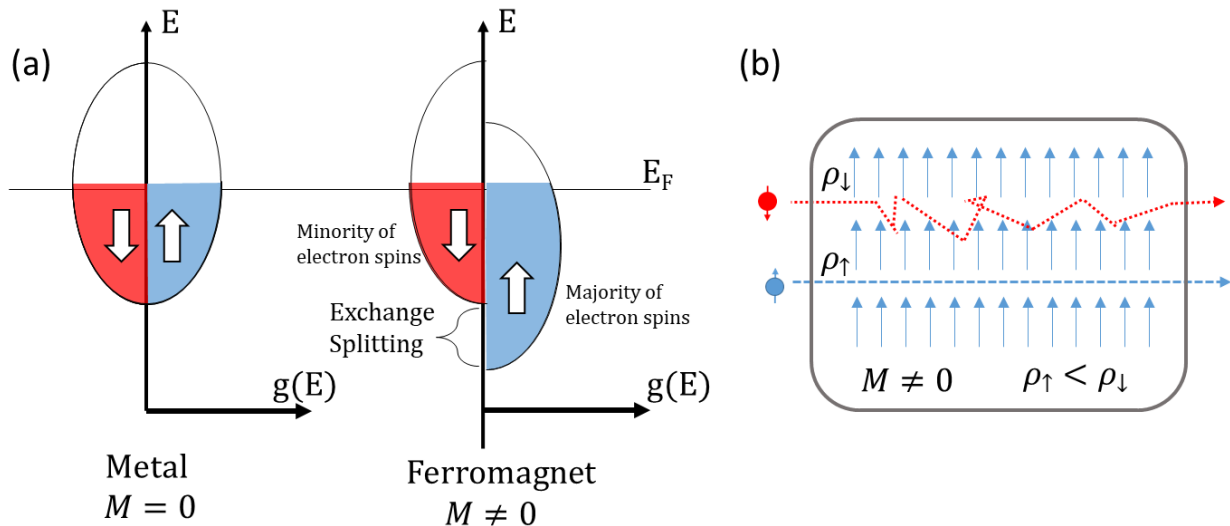 (a)
E
E
E_F
Minority of
electron spins
Majority of
electron spins
Exchange
Splitting
g(E)
g(E)
Metal
M = 0
Ferromagnet
M ≠ 0
(b)
ρ↓
ρ↑
M ≠ 0
ρ↑ < ρ↓